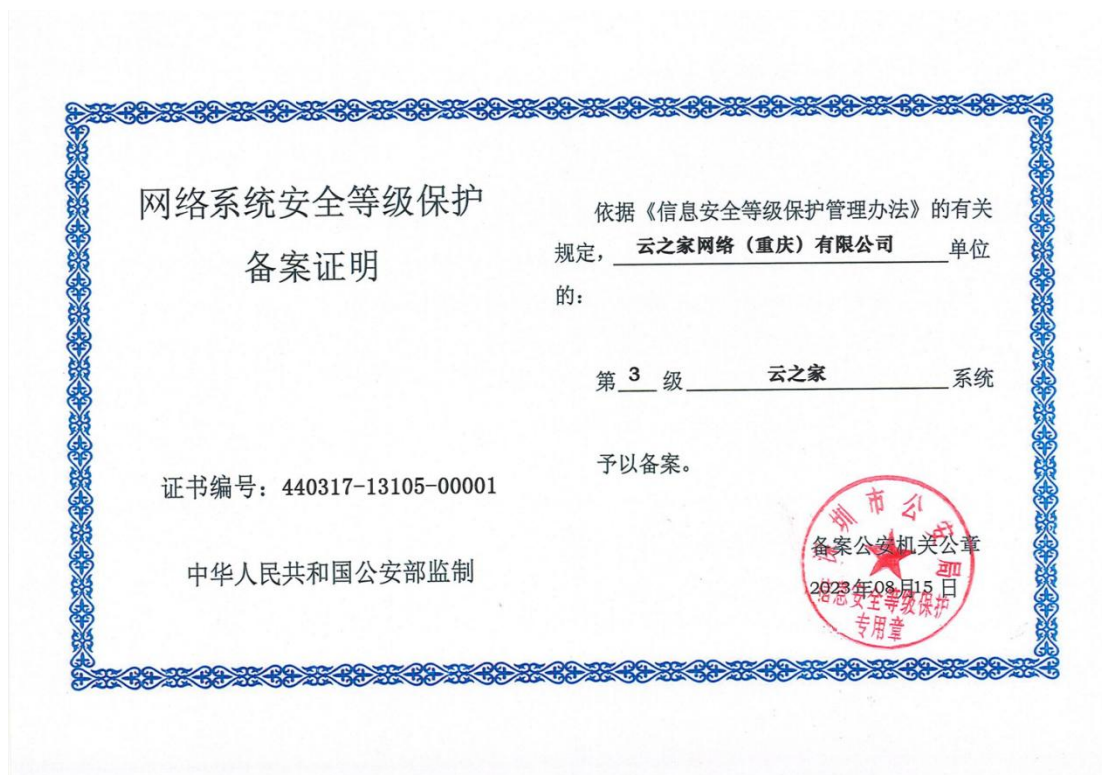 网络系统安全等级保护
备案证明
证书编号：440317-13105-00001
中华人民共和国公安部监制
依据《信息安全等级保护管理办法》的有关
规定，云之家网络（重庆）有限公司单位
的：
第 3 级 云之家 系统
予以备案。
备案公安机关公章
2023年08月15 日
深圳市公安局
信息安全等级保护
专用章